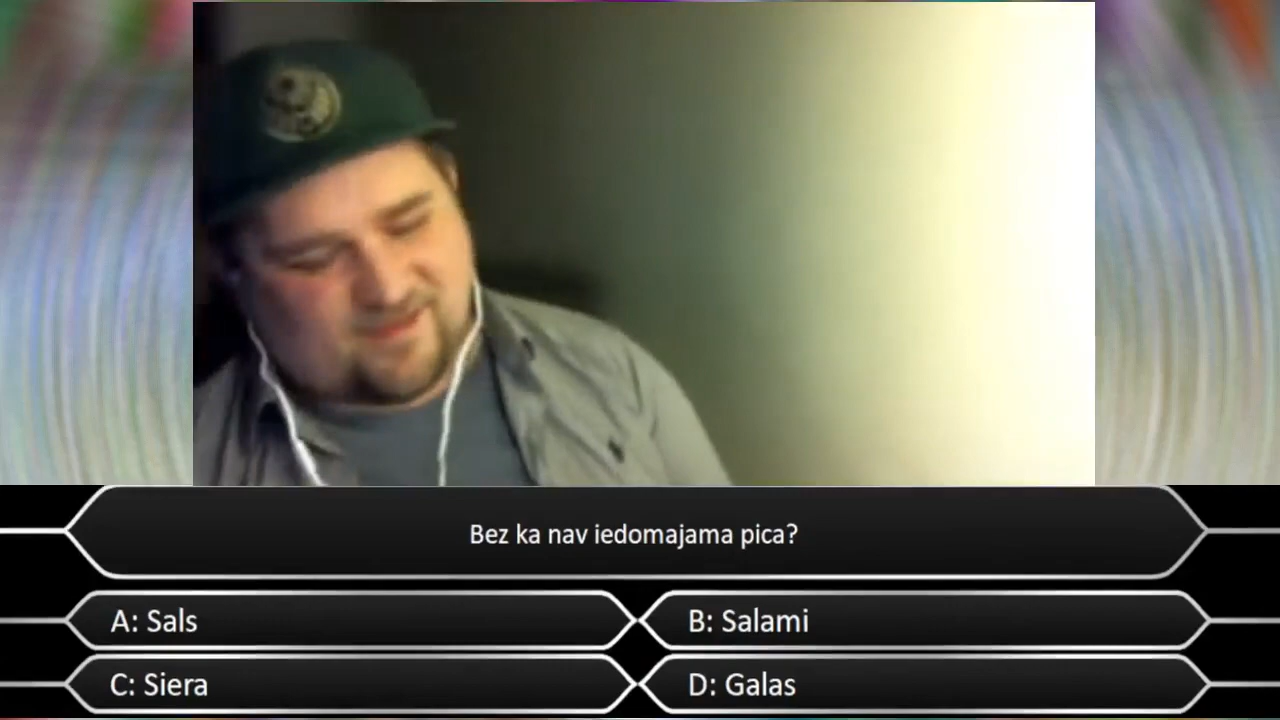 Bez ka nav iedomajama pica?
A: Sals
B: Salami
C: Siera
D: Galas